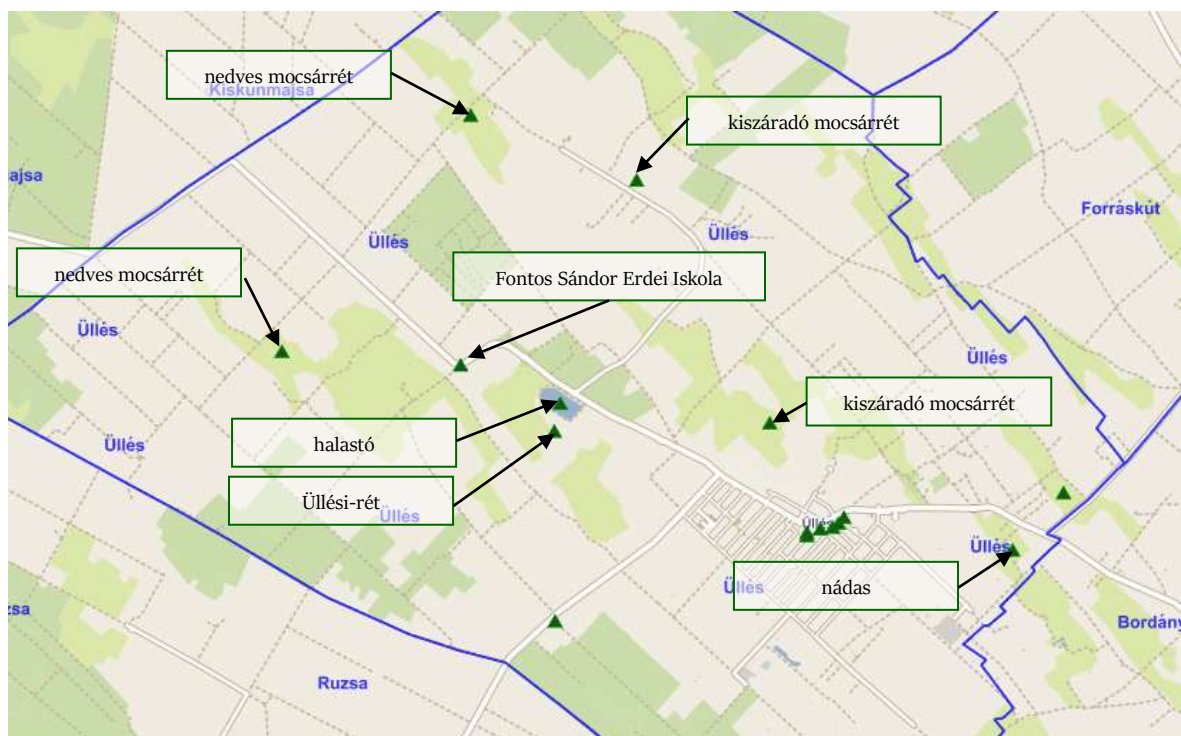 nedves mocsárrét
Kiskunmajsa
kiszáradó mocsárrét
ajsa
Forráskút
Üllés
Üllés
nedves mocsárrét
Fontos Sándor Erdei Iskola
Üllés
Üllés
kiszáradó mocsárrét
Üllés
halastó
Üllési-rét
Üllés
Üllés
Üllés
nádas
Üllés
zsa
Bordány
Ruzsa